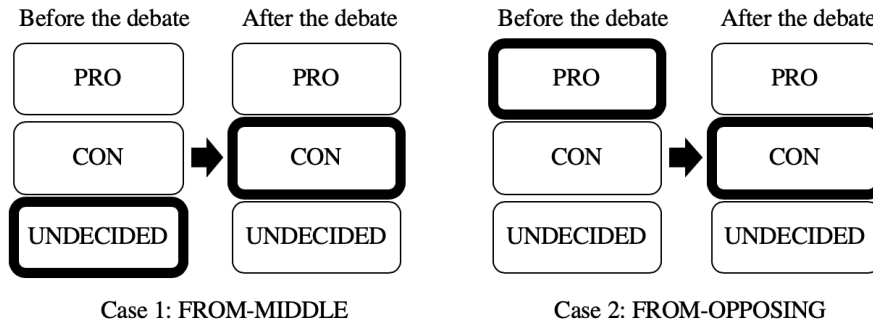 Before the debate After the debate Before the debate After the debate
PRO PRO PRO PRO
CON CON CON CON
UNDECIDED UNDECIDED UNDECIDED UNDECIDED
Case 1: FROM-MIDDLE Case 2: FROM-OPPOSING